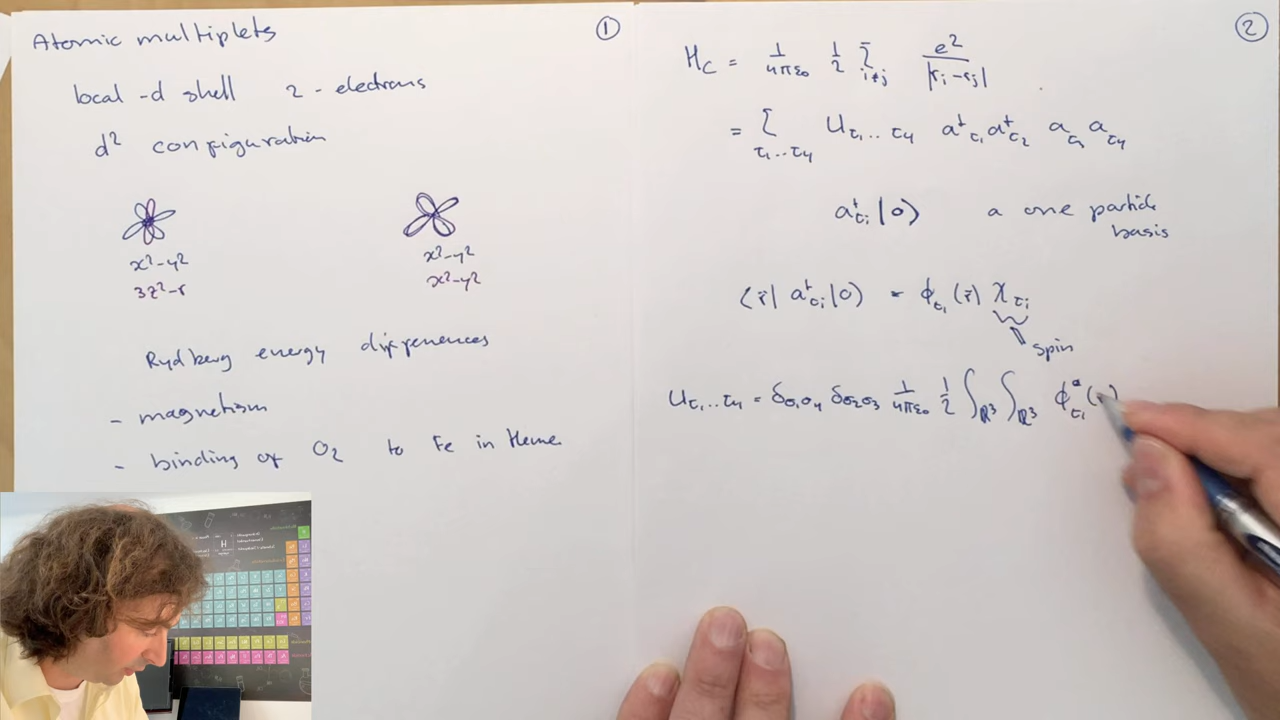 Atomic multiplets
①
local -d shell 2 - electrons
d² configuration
x²-y²
3z²-r
x²-y²
x²-y²
Rydberg energy differences
- magnetism
- binding of O₂ to Fe in Heme
②
H_C = 1/4πε₀ 1/2 Σ_{i≠j} e²/|r_i - r_j|
= Σ_{τ₁..τ₄} U_{τ₁..τ₄} a†_{τ₁} a†_{τ₂} a_{τ₃} a_{τ₄}
a†_{τi} |0⟩ a one particle
basis
⟨r̄| a†_{τi} |0⟩ = ϕ_{τi}(r̄) χ_{τi}
spin
U_{τ₁..τ₄} = δ_{σ₁σ₄} δ_{σ₂σ₃} 1/4πε₀ 1/2 ∫_{ℝ³} ∫_{ℝ³} ϕ*_{τ₁}(
H